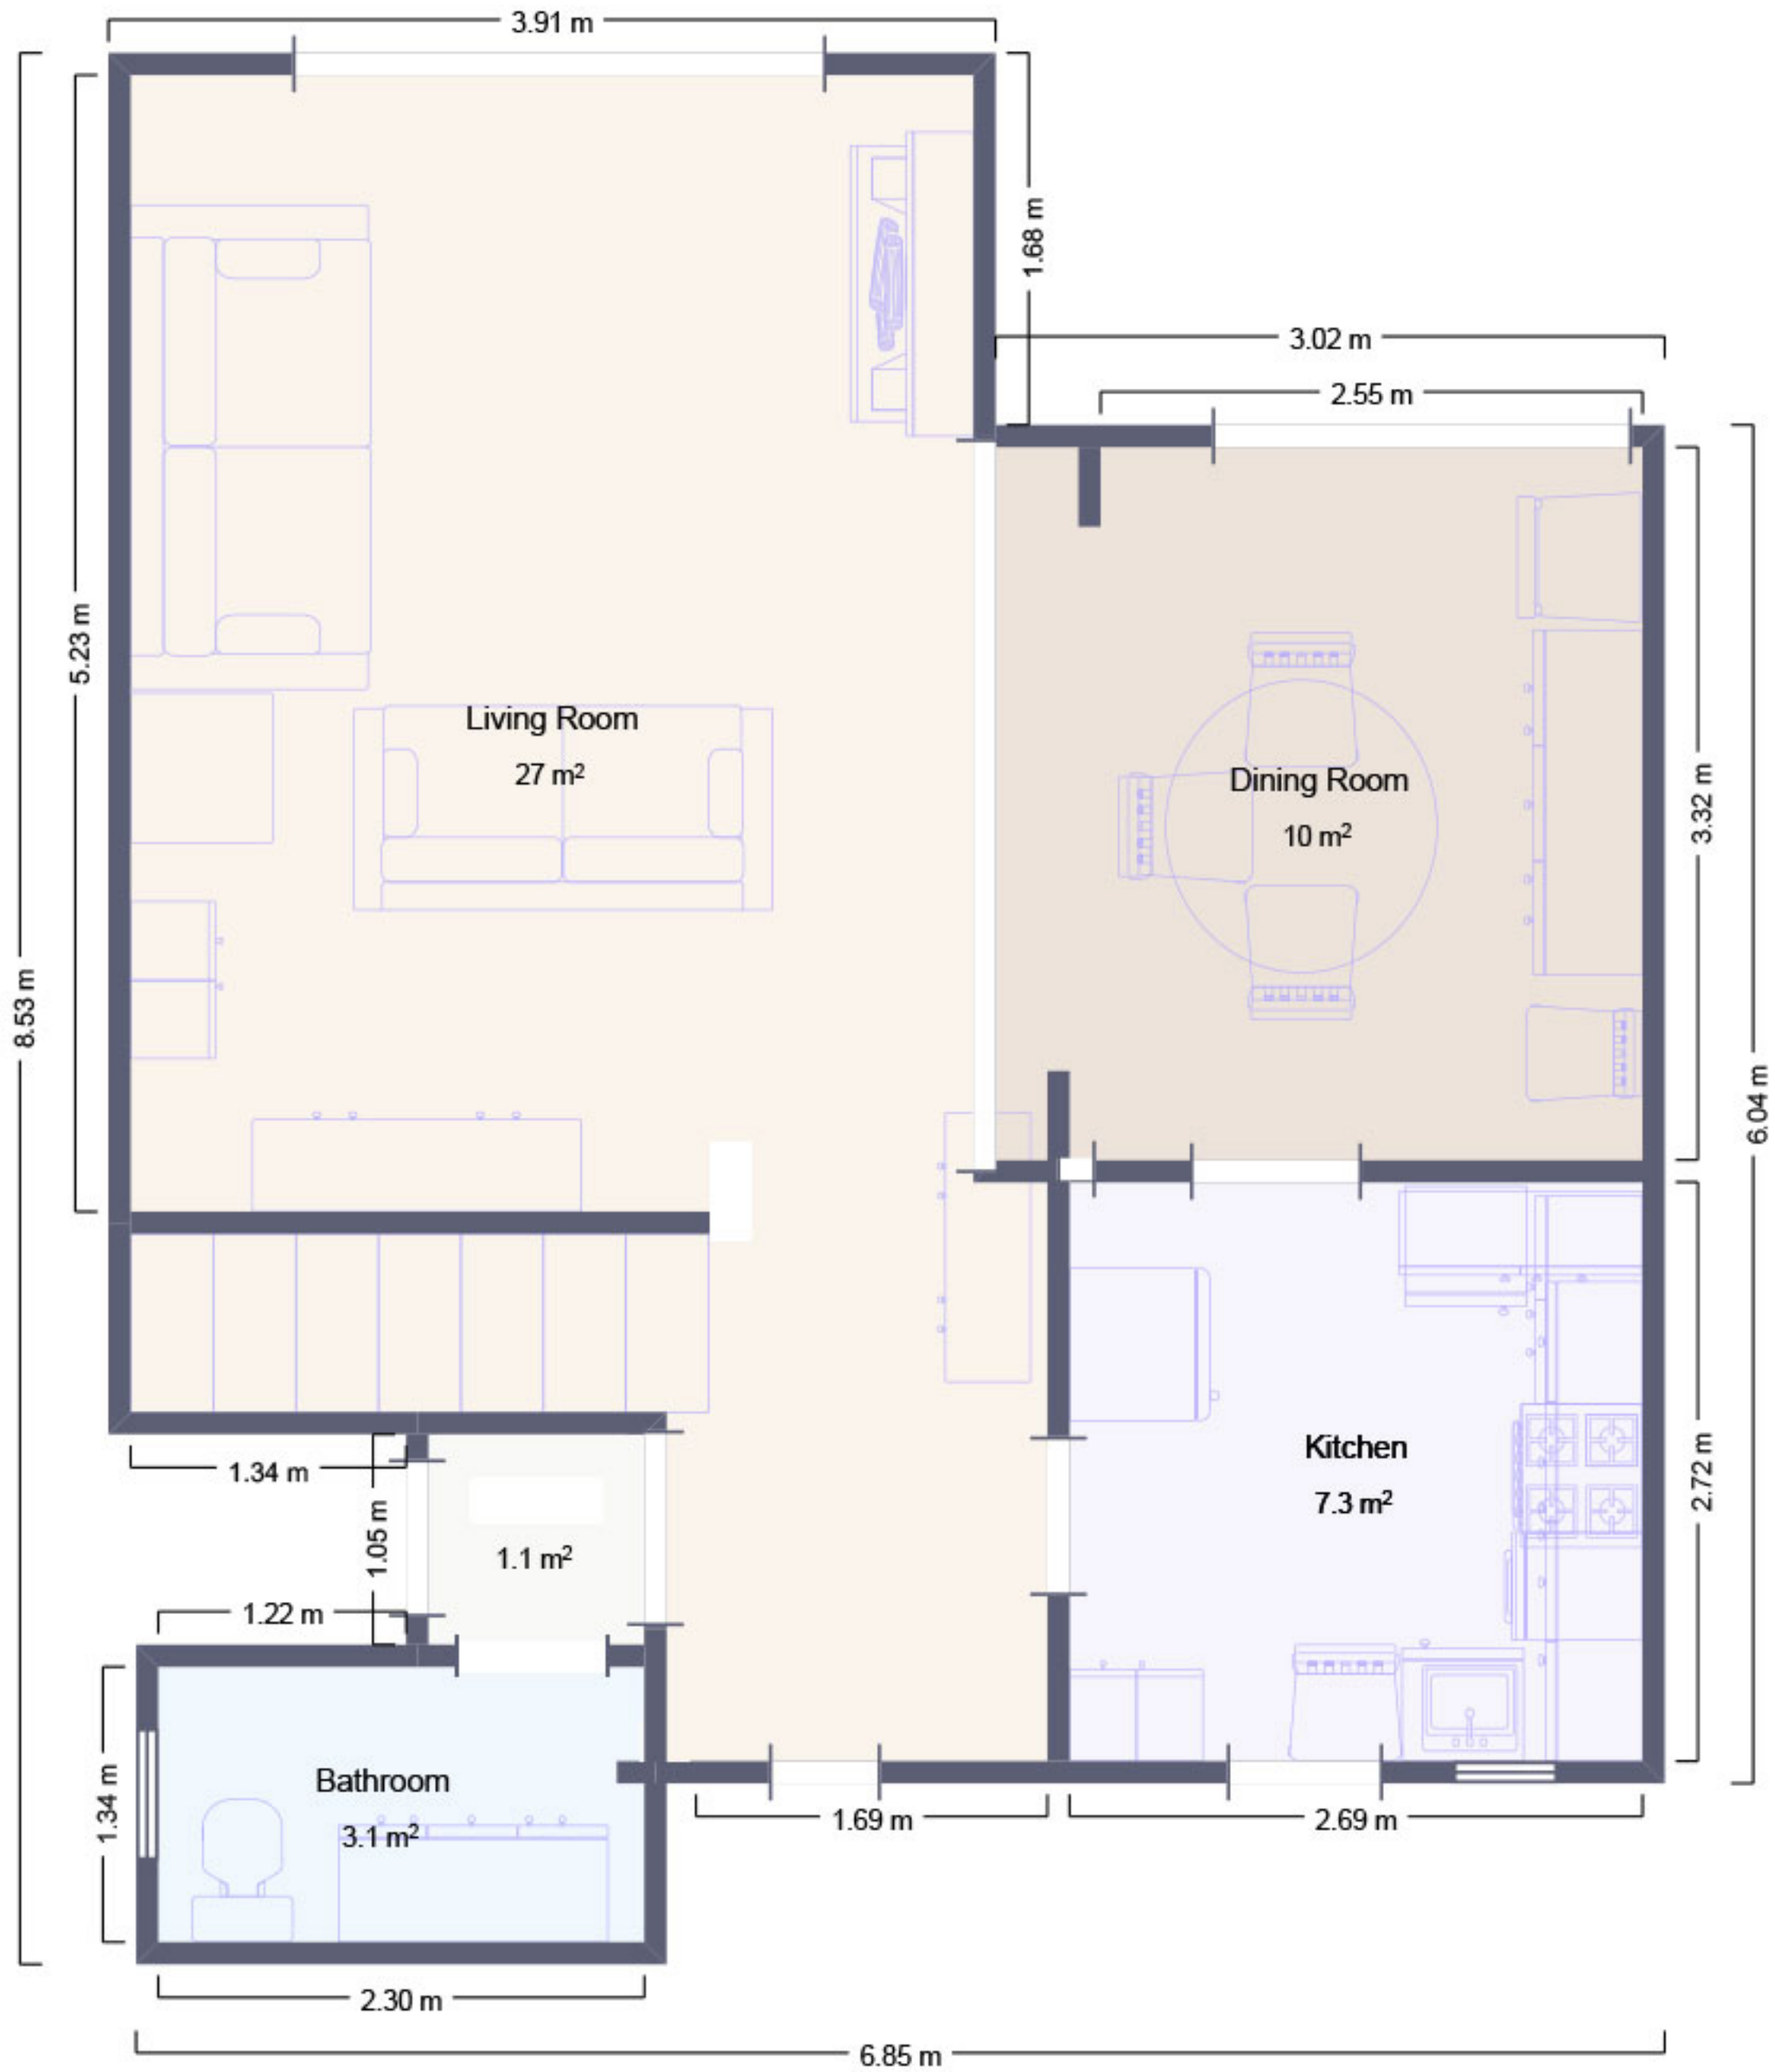 3.91 m
1.68 m
3.02 m
2.55 m
5.23 m
Living Room
27 m²
Dining Room
10 m²
3.32 m
8.53 m
6.04 m
Kitchen
7.3 m²
2.72 m
1.34 m
1.05 m
1.1 m²
1.22 m
Bathroom
3.1 m²
1.34 m
1.69 m
2.69 m
2.30 m
6.85 m